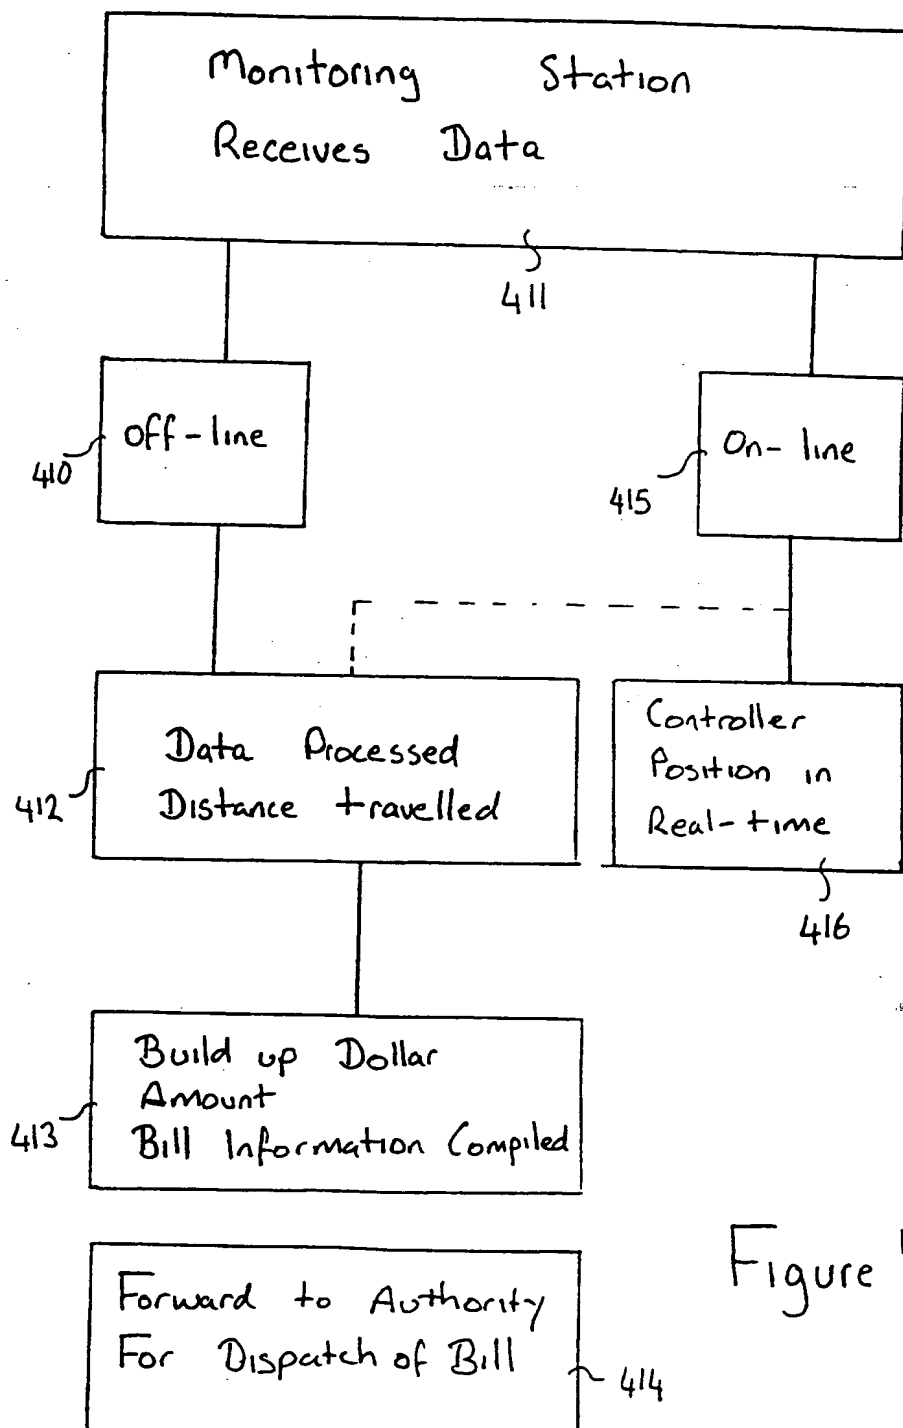 Monitoring Station
Receives Data
411
Off-line
410
On-line
415
Data Processed
Distance travelled
412
Controller
Position in
Real-time
416
Build up Dollar
Amount
Bill Information Compiled
413
Figure
Forward to Authority
For Dispatch of Bill
414